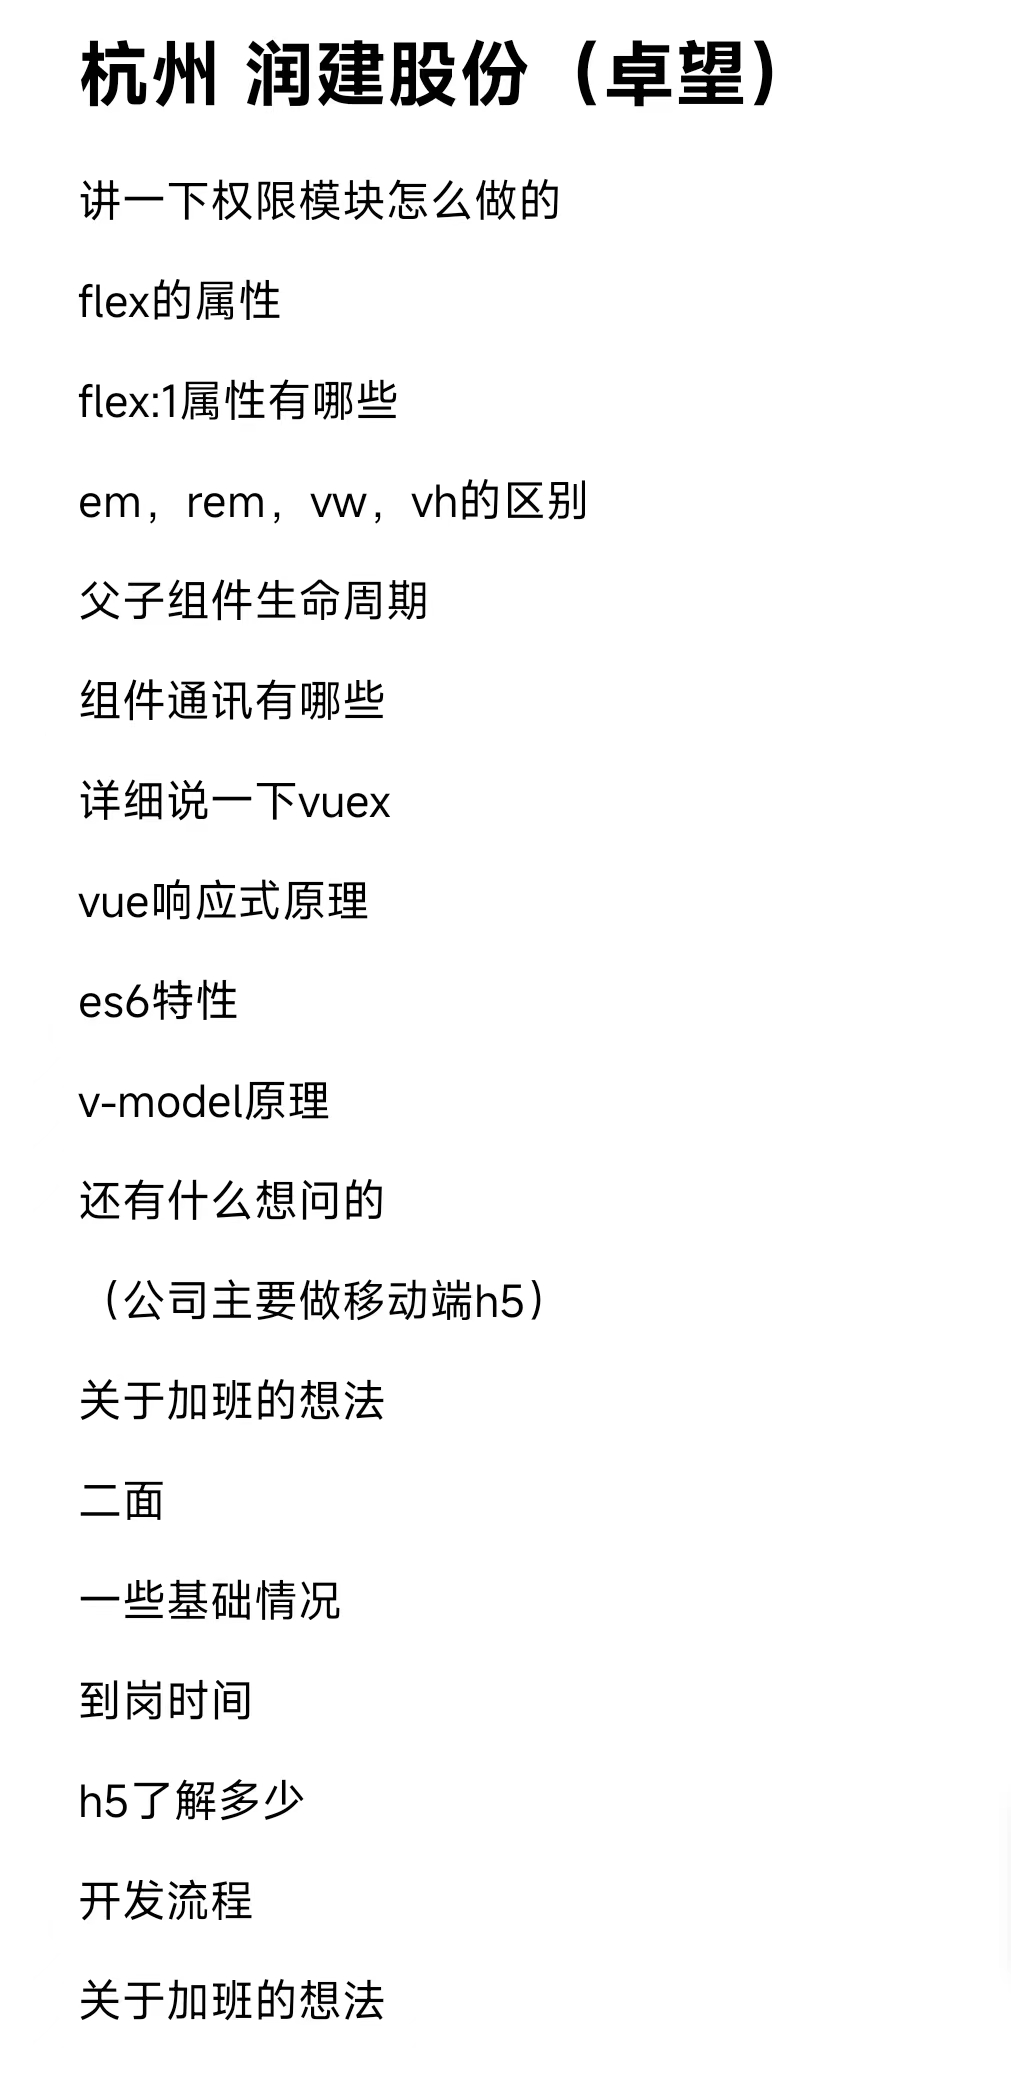 杭州 润建股份（卓望）
讲一下权限模块怎么做的
flex的属性
flex:1属性有哪些
em，rem，vw，vh的区别
父子组件生命周期
组件通讯有哪些
详细说一下vuex
vue响应式原理
es6特性
v-model原理
还有什么想问的
（公司主要做移动端h5）
关于加班的想法
二面
一些基础情况
到岗时间
h5了解多少
开发流程
关于加班的想法